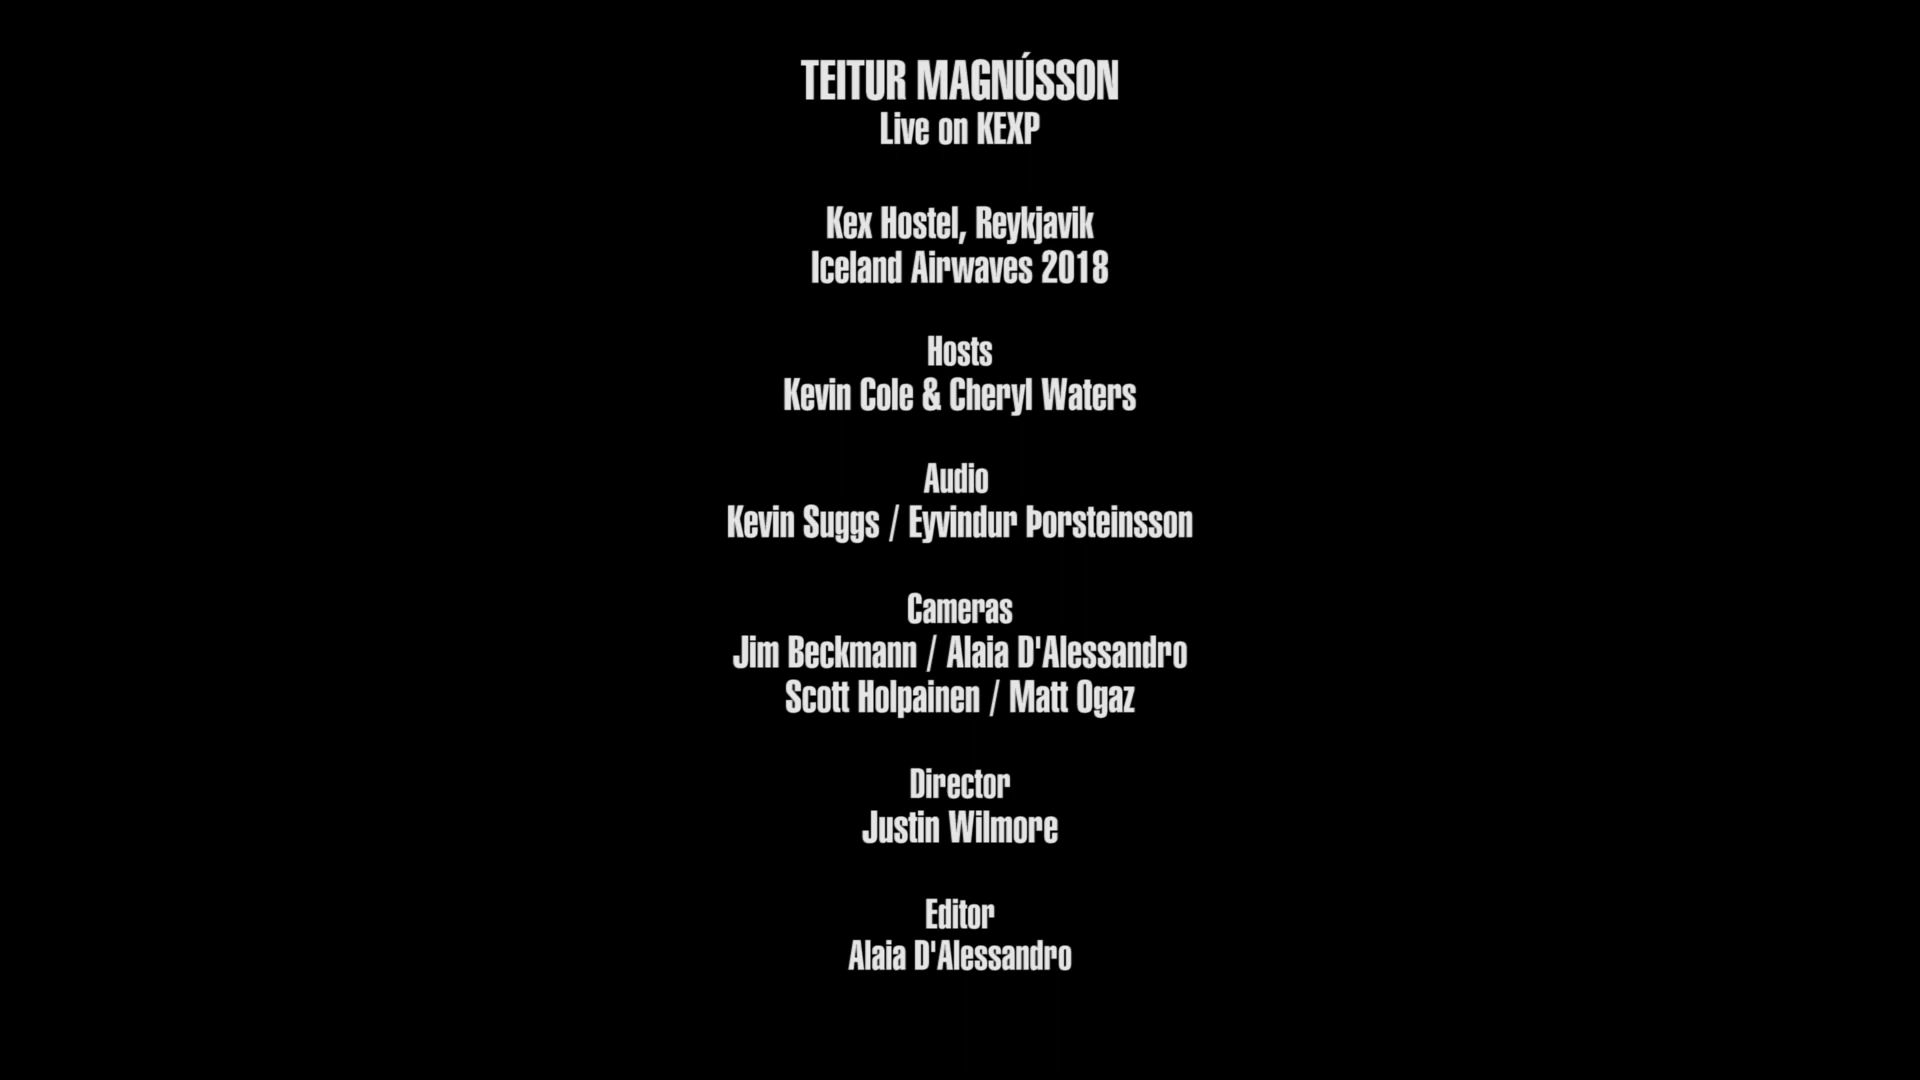 TEITUR MAGNÚSSON
Live on KEXP
Kex Hostel, Reykjavik
Iceland Airwaves 2018
Hosts
Kevin Cole & Cheryl Waters
Audio
Kevin Suggs / Eyvindur Þorsteinsson
Cameras
Jim Beckmann / Alaia D'Alessandro
Scott Holpainen / Matt Ogaz
Director
Justin Wilmore
Editor
Alaia D'Alessandro